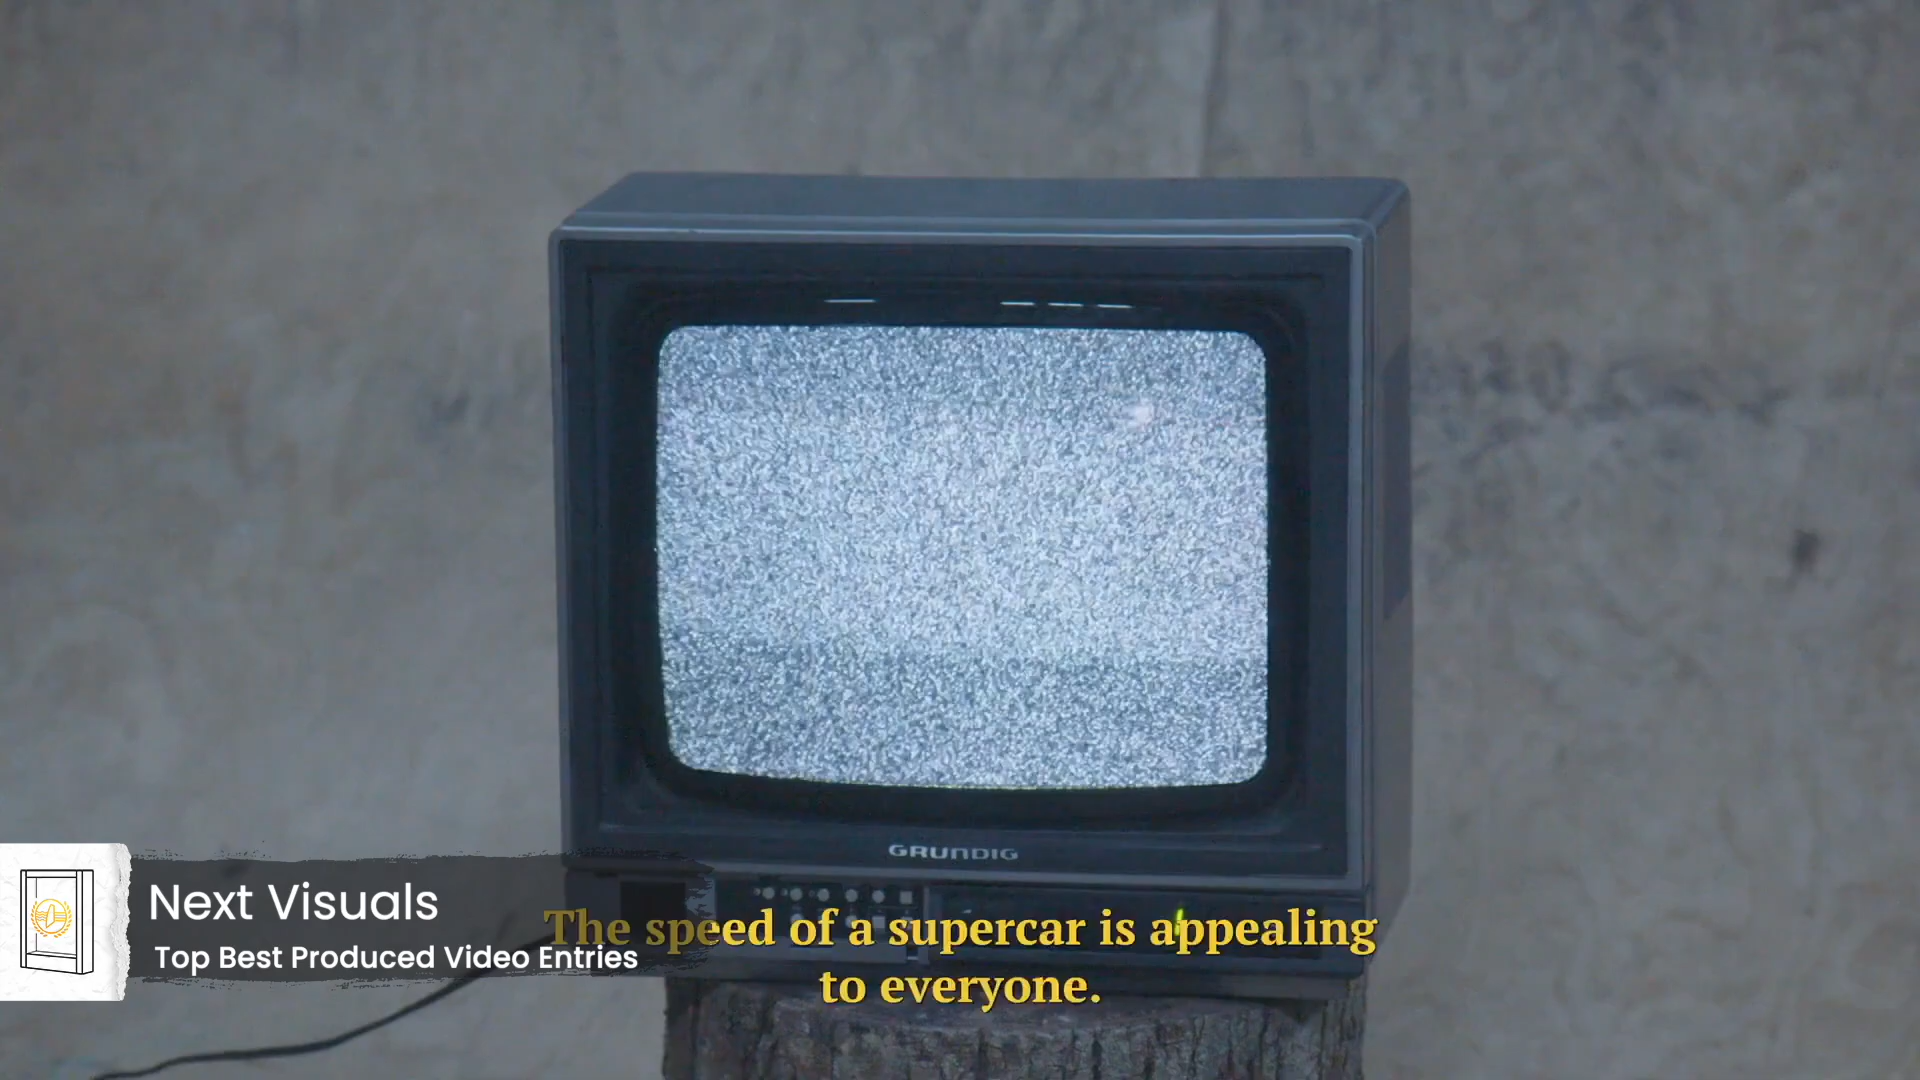 GRUNDIG
Next Visuals
Top Best Produced Video Entries
The speed of a supercar is appealing
to everyone.